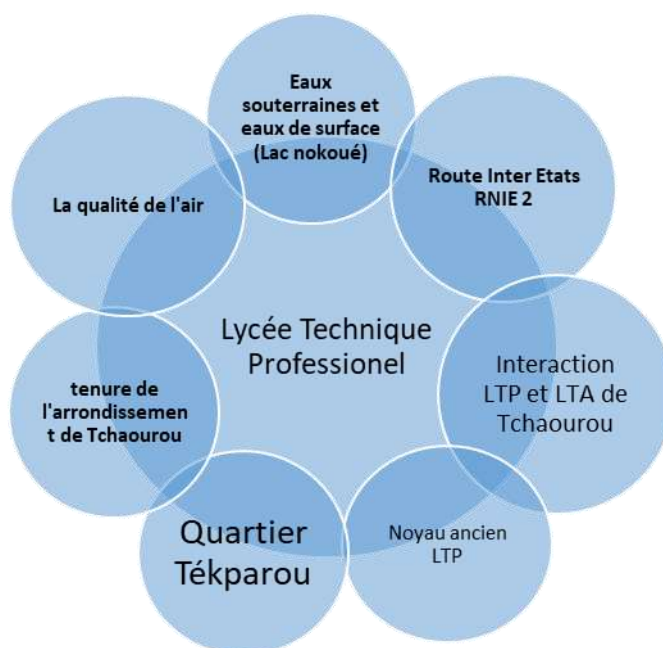 Eaux
souterraines et
eaux de surface
(Lac nokoué)
Route Inter Etats
RNIE 2
La qualité de l'air
Lycée Technique
Professionel
Interaction
LTP et LTA de
Tchaourou
tenure de
l'arrondissemen
t de Tchaourou
Quartier
Tékparou
Noyau ancien
LTP